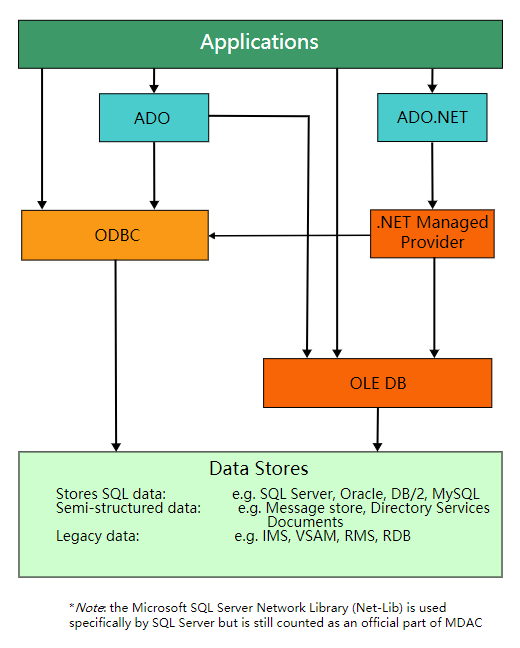 Applications
ADO
ADO.NET
ODBC
.NET Managed
Provider
OLE DB
Data Stores
Stores SQL data: e.g. SQL Server, Oracle, DB/2, MySQL
Semi-structured data: e.g. Message store, Directory Services
Documents
Legacy data: e.g. IMS, VSAM, RMS, RDB
*Note: the Microsoft SQL Server Network Library (Net-Lib) is used
specifically by SQL Server but is still counted as an official part of MDAC